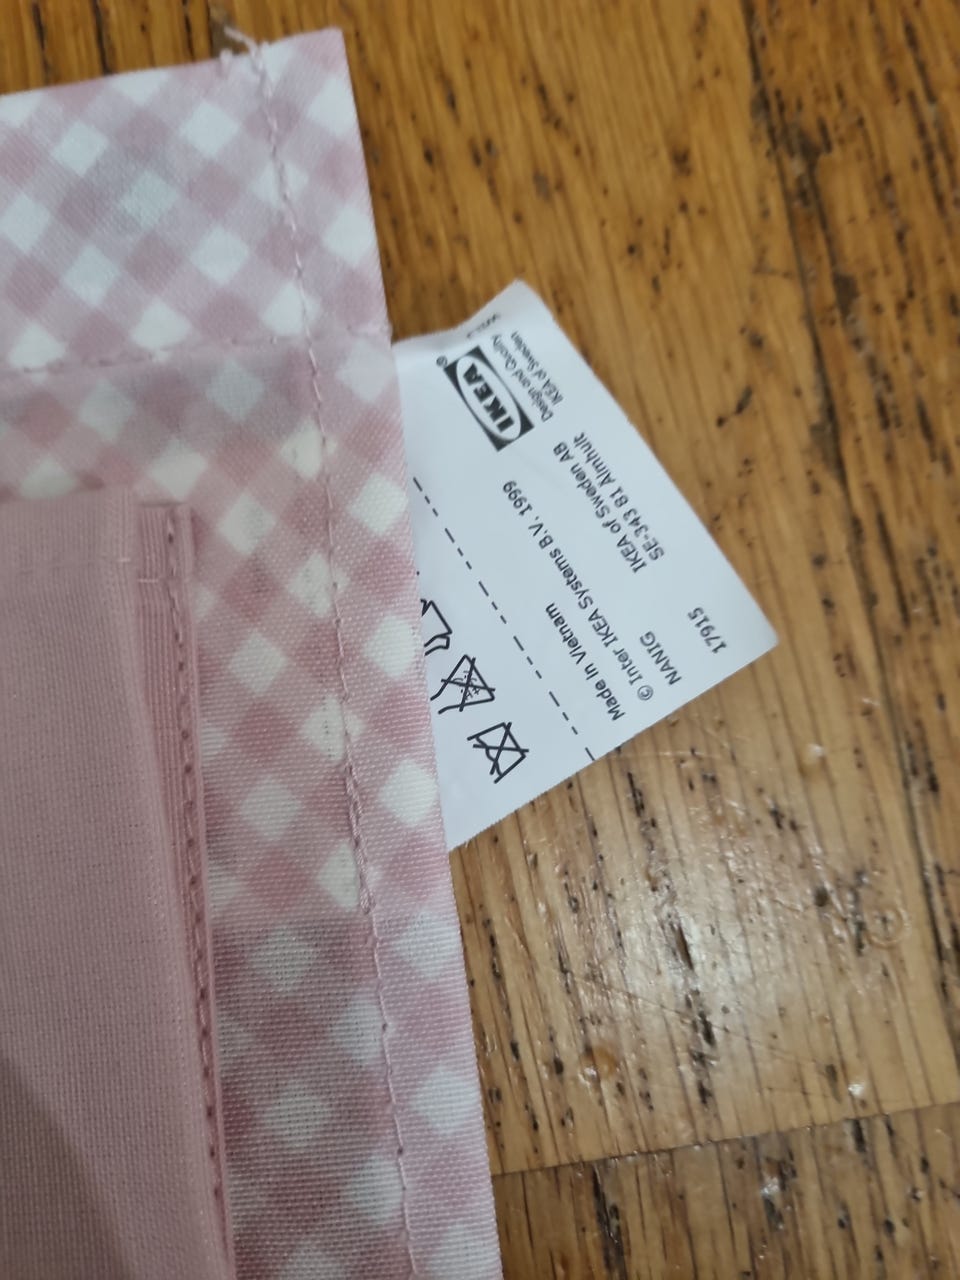 IKEA
®
Design and Quality
IKEA of Sweden
IKEA of Sweden AB
SE-343 81 Älmhult
Made in Vietnam
© Inter IKEA Systems B.V. 1999
NANIG
17915